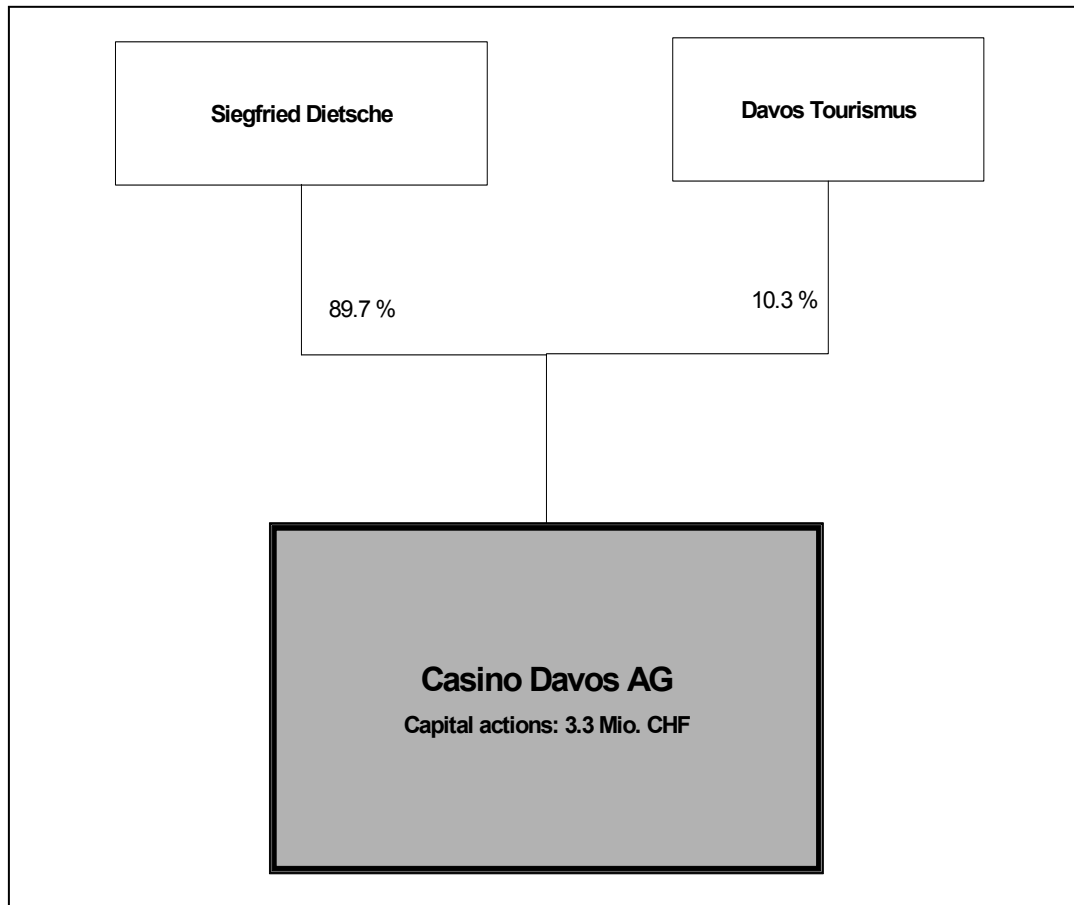 Siegfried Dietsche
Davos Tourismus
89.7 %
10.3 %
Casino Davos AG
Capital actions: 3.3 Mio. CHF